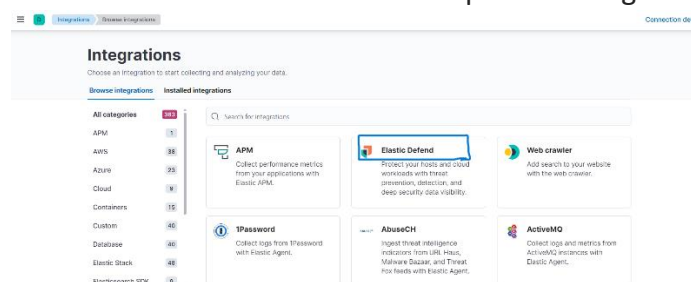 Integrations
Browse integrations
Connection de
Integrations
Choose an integration to start collecting and analyzing your data.
Browse integrations
Installed integrations
All categories 283
APM 1
AWS 38
Azure 23
Cloud 9
Containers 15
Custom 40
Database 40
Elastic Stack 48
Elasticsearch SDK 9
Search for integrations
APM
Collect performance metrics
from your applications with
Elastic APM.
Elastic Defend
Protect your hosts and cloud
workloads with threat
prevention, detection, and
deep security data visibility.
Web crawler
Add search to your website
with the web crawler.
1Password
Collect logs from 1Password
with Elastic Agent.
AbuseCH
Ingest threat intelligence
indicators from URL Haus,
Malware Bazaar, and Threat
Fox feeds with Elastic Agent.
ActiveMQ
Collect logs and metrics from
ActiveMQ instances with
Elastic Agent.